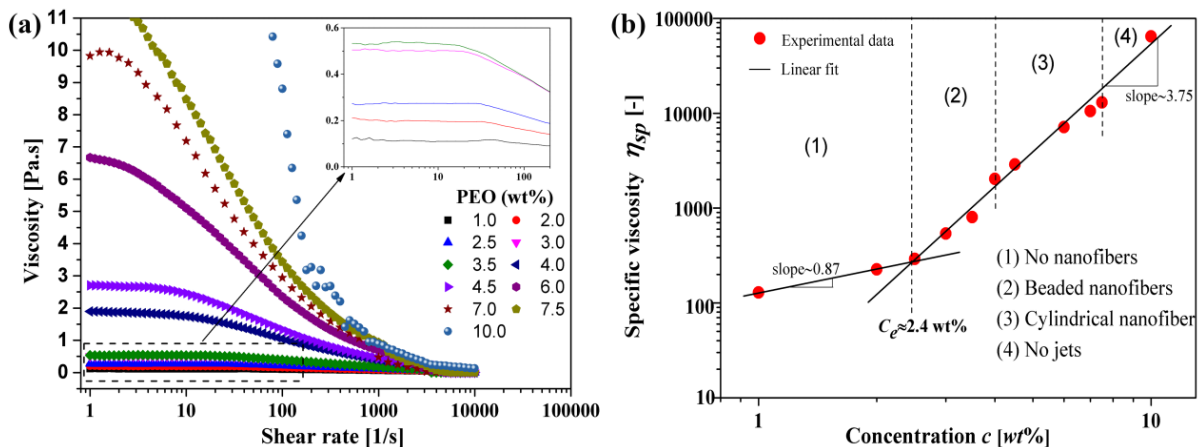 (a)
11
10
9
8
7
6
5
4
3
2
1
0
Viscosity [Pa.s]
1 10 100 1000 10000 100000
Shear rate [1/s]
0.6
0.4
0.2
0.0
1 10 100
PEO (wt%)
1.0 2.0
2.5 3.0
3.5 4.0
4.5 6.0
7.0 7.5
10.0
(b)
100000
10000
1000
100
10
Specific viscosity ηsp [-]
Experimental data
Linear fit
(1)
(2)
(3)
(4)
slope~3.75
slope~0.87
Ce≈2.4 wt%
(1) No nanofibers
(2) Beaded nanofibers
(3) Cylindrical nanofiber
(4) No jets
1 10
Concentration c [wt%]